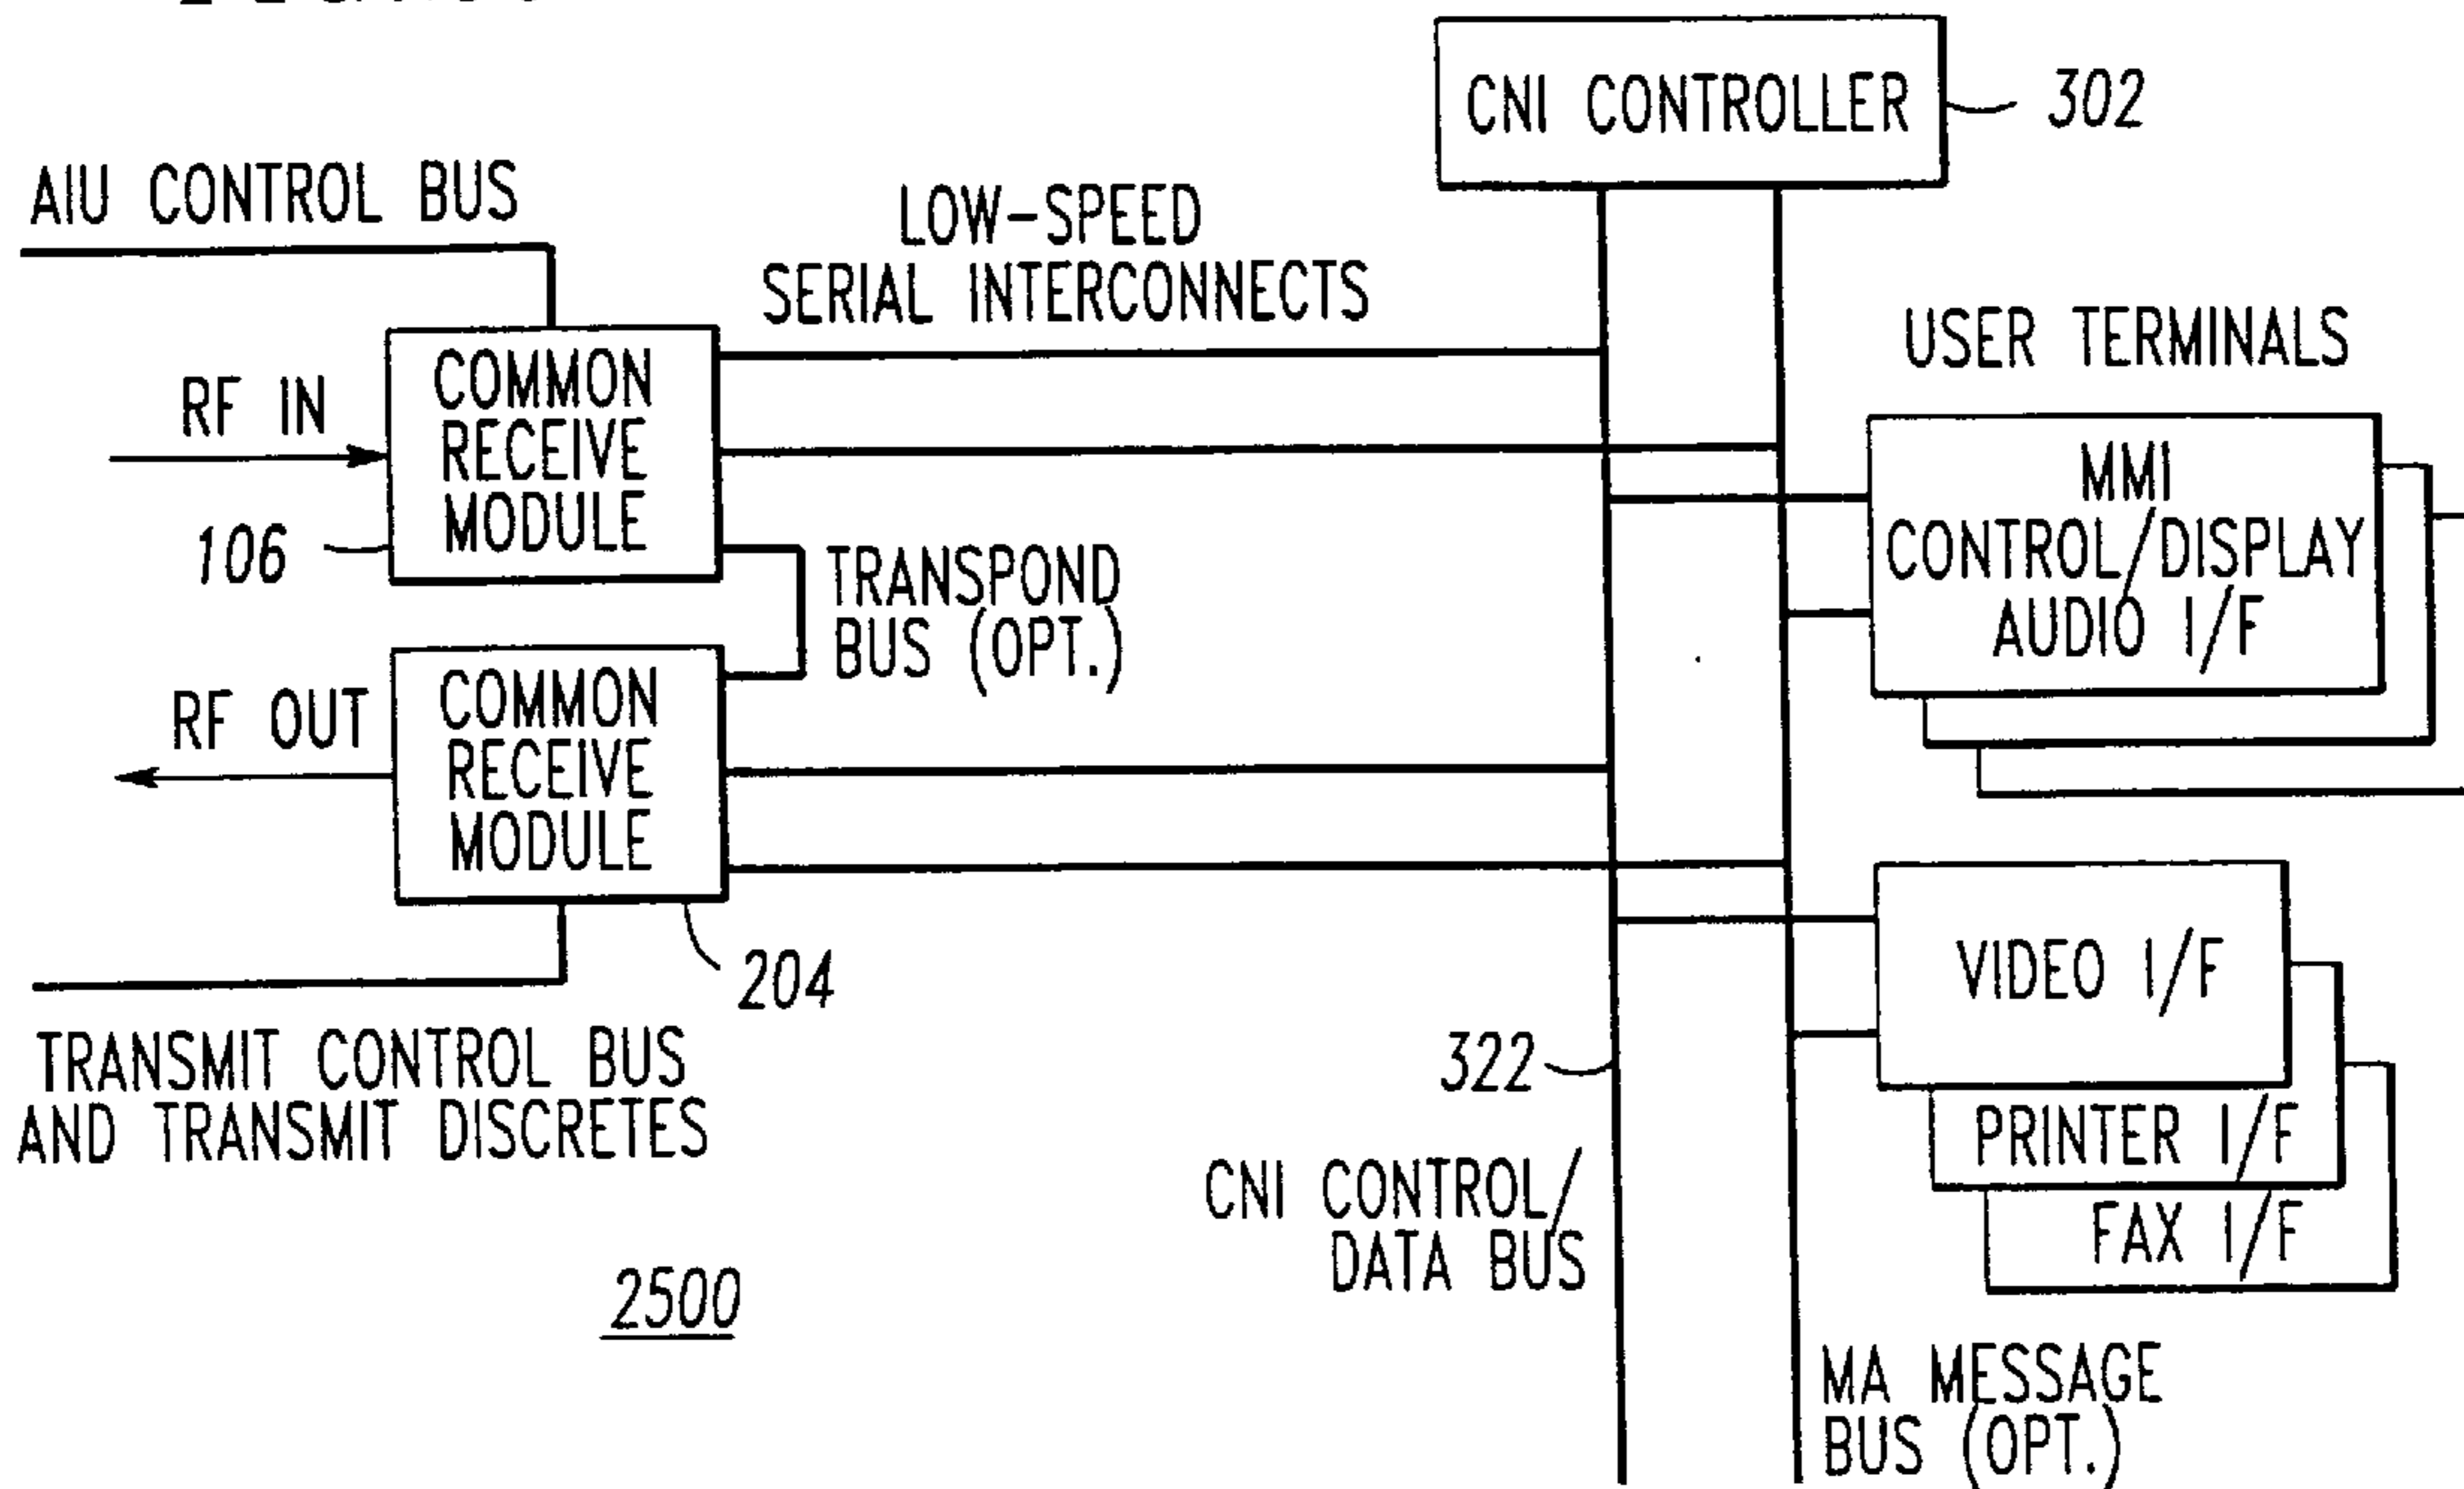 CNI CONTROLLER
302
AIU CONTROL BUS
LOW-SPEED
SERIAL INTERCONNECTS
USER TERMINALS
RF IN
COMMON
RECEIVE
MODULE
106
MMI
CONTROL/DISPLAY
AUDIO I/F
TRANSPOND
BUS (OPT.)
RF OUT
COMMON
RECEIVE
MODULE
204
VIDEO I/F
PRINTER I/F
FAX I/F
TRANSMIT CONTROL BUS
AND TRANSMIT DISCRETES
322
CNI CONTROL/
DATA BUS
2500
MA MESSAGE
BUS (OPT.)